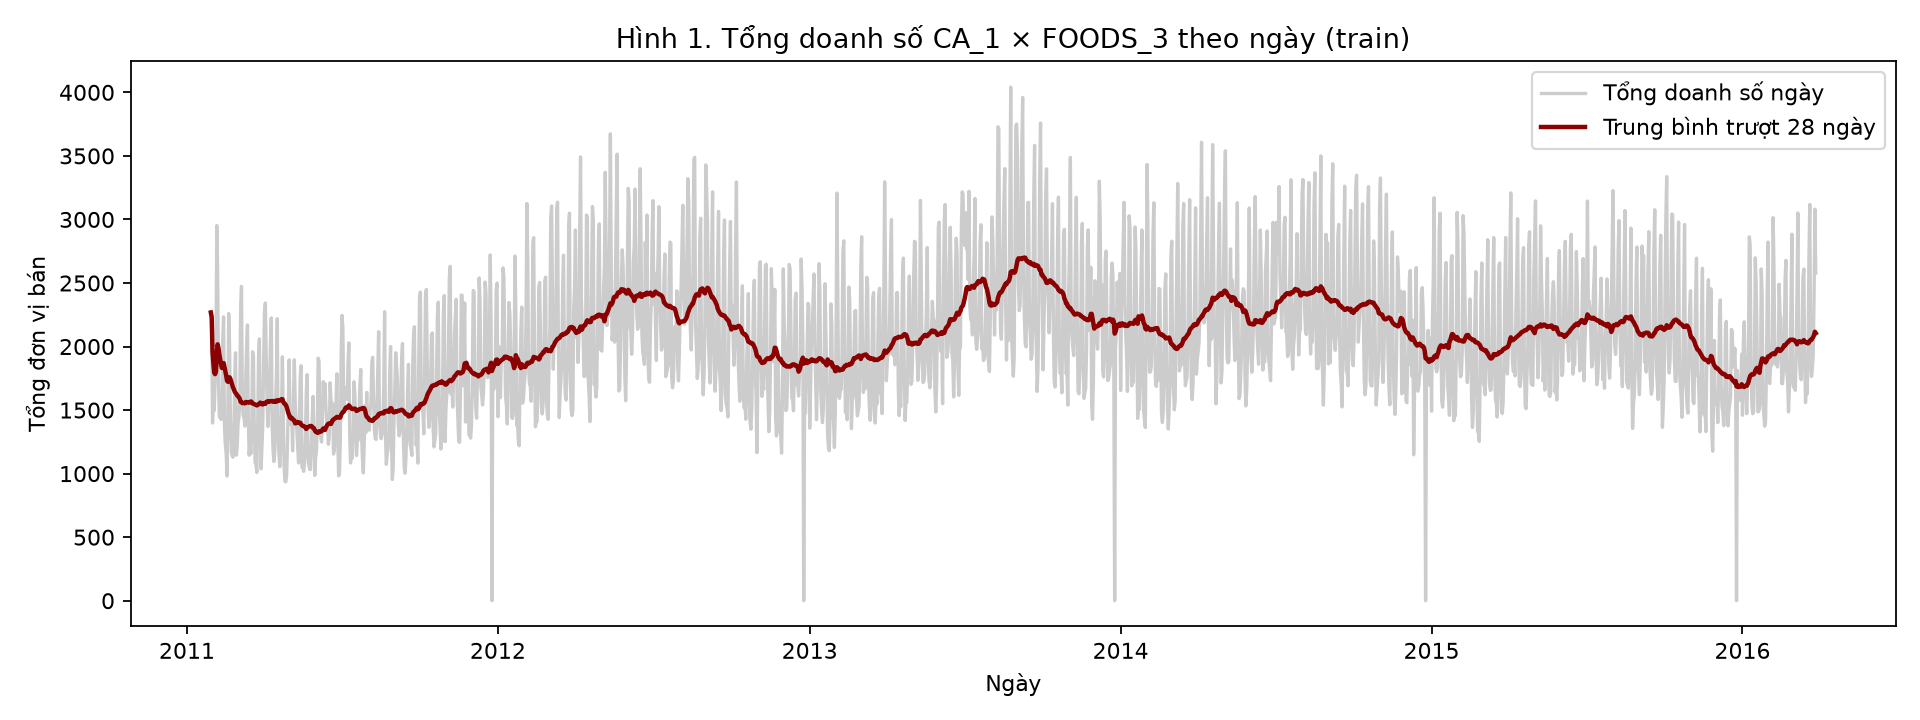 Hình 1. Tổng doanh số CA_1 × FOODS_3 theo ngày (train)
Tổng doanh số ngày
Trung bình trượt 28 ngày
Tổng đơn vị bán
4000
3500
3000
2500
2000
1500
1000
500
0
2011 2012 2013 2014 2015 2016
Ngày